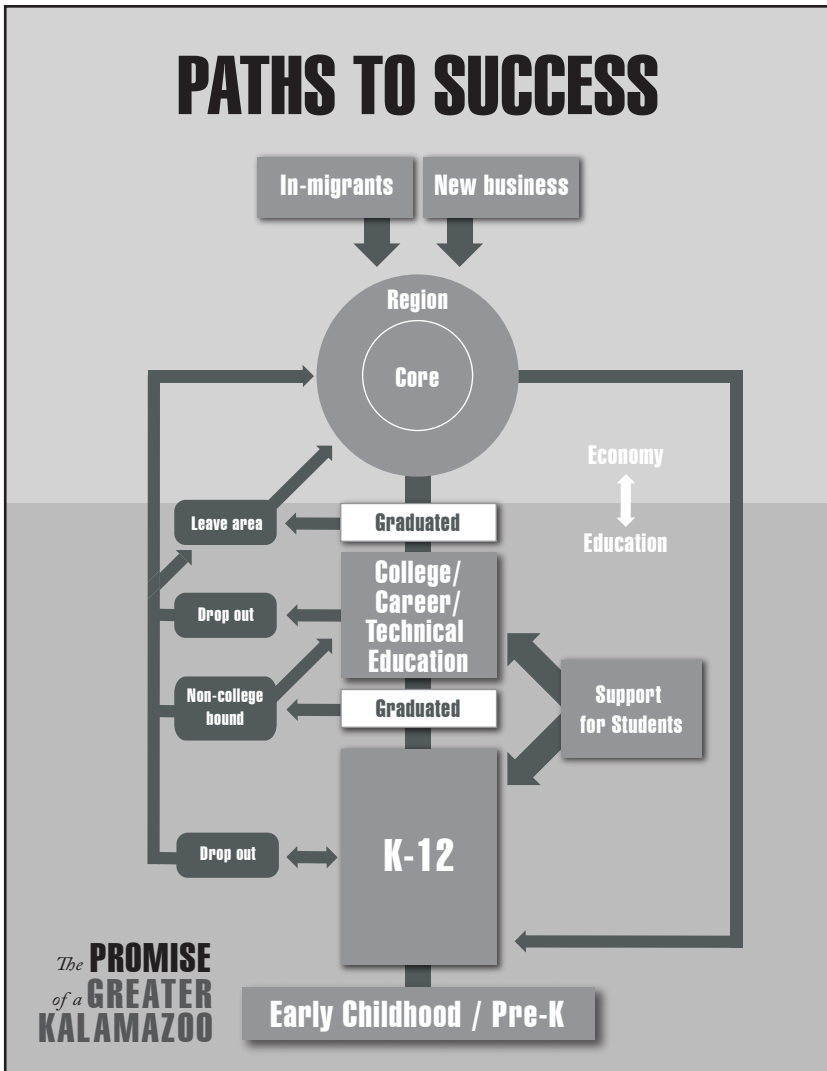 PATHS TO SUCCESS
In-migrants
New business
Region
Core
Economy
Education
Leave area
Graduated
College/
Career/
Technical
Education
Drop out
Non-college
bound
Graduated
Support
for Students
Drop out
K-12
The PROMISE
of a GREATER
KALAMAZOO
Early Childhood / Pre-K